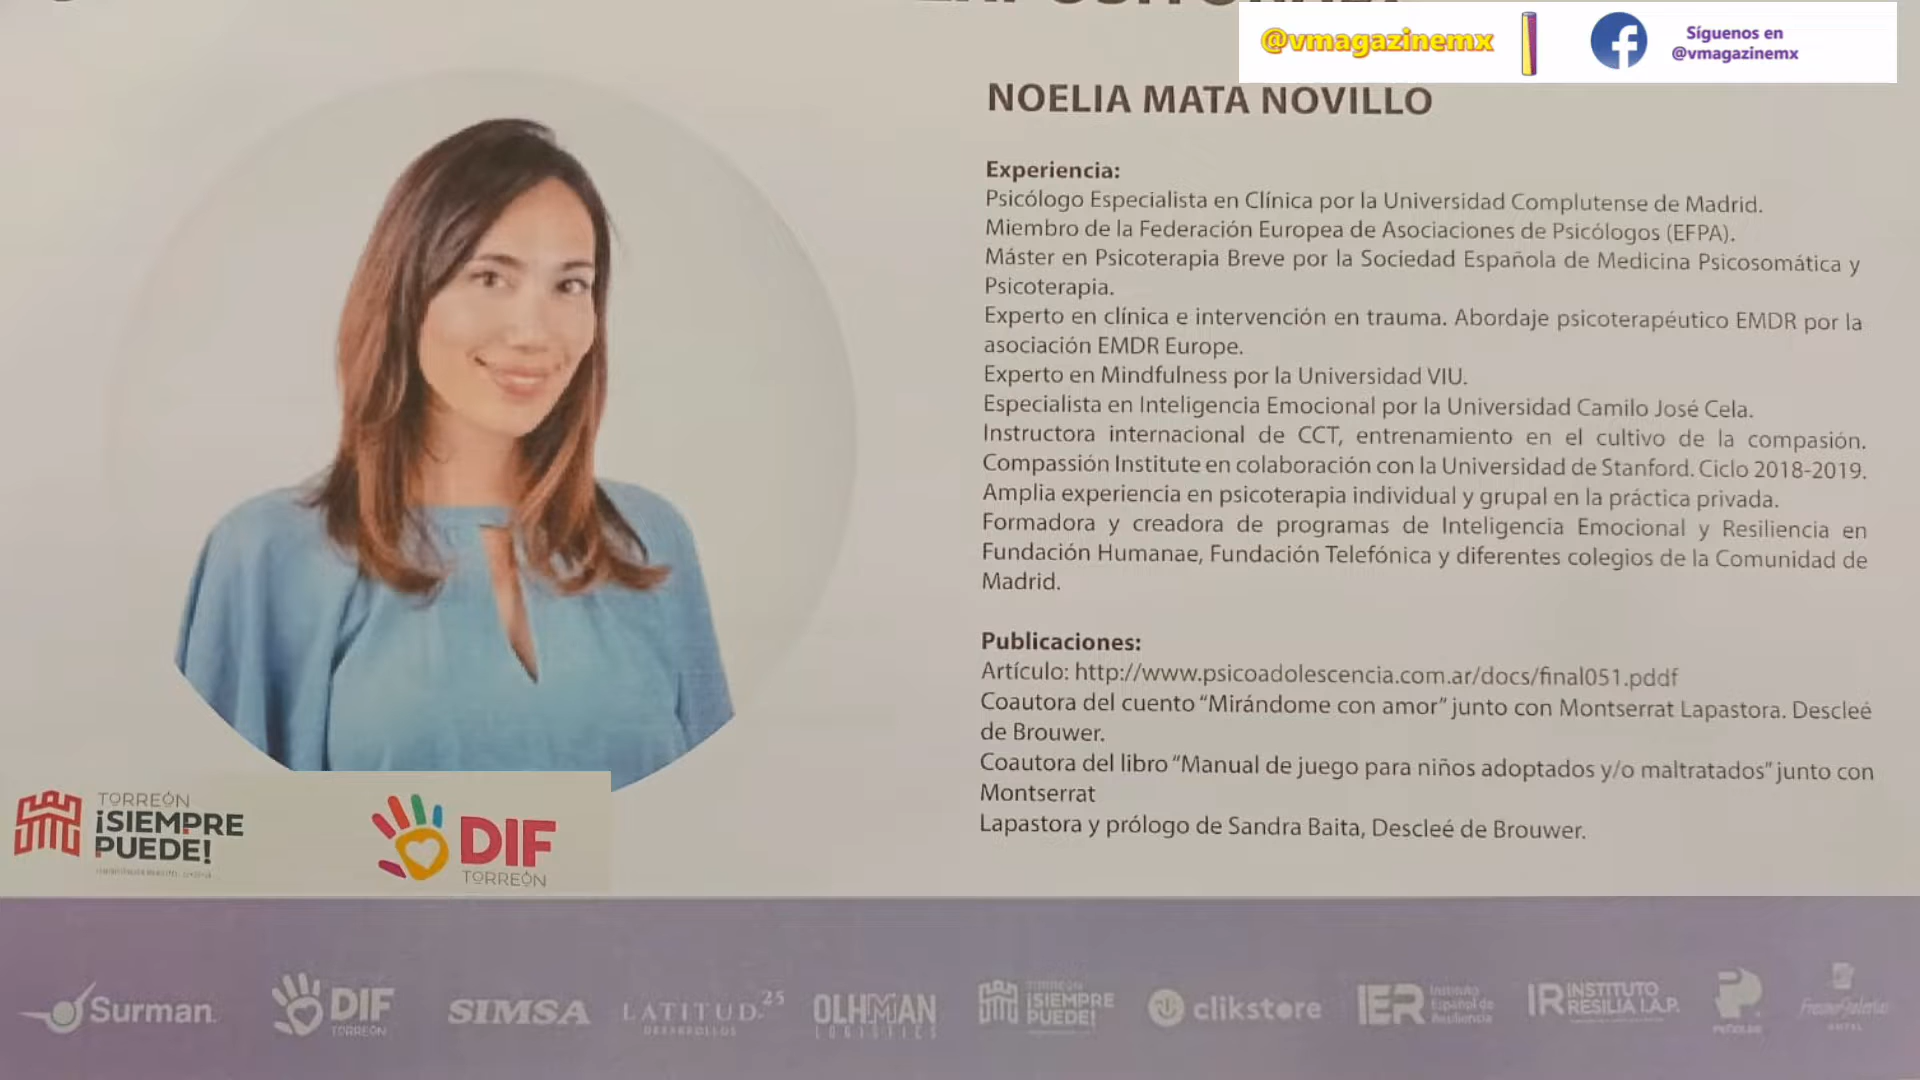 @vmagazinemx
Síguenos en
@vmagazinemx
NOELIA MATA NOVILLO
Experiencia:
Psicólogo Especialista en Clínica por la Universidad Complutense de Madrid.
Miembro de la Federación Europea de Asociaciones de Psicólogos (EFPA).
Máster en Psicoterapia Breve por la Sociedad Española de Medicina Psicosomática y
Psicoterapia.
Experto en clínica e intervención en trauma. Abordaje psicoterapéutico EMDR por la
asociación EMDR Europe.
Experto en Mindfulness por la Universidad VIU.
Especialista en Inteligencia Emocional por la Universidad Camilo José Cela.
Instructora internacional de CCT, entrenamiento en el cultivo de la compasión.
Compassión Institute en colaboración con la Universidad de Stanford. Ciclo 2018-2019.
Amplia experiencia en psicoterapia individual y grupal en la práctica privada.
Formadora y creadora de programas de Inteligencia Emocional y Resiliencia en
Fundación Humanae, Fundación Telefónica y diferentes colegios de la Comunidad de
Madrid.
Publicaciones:
Artículo: http://www.psicoadolescencia.com.ar/docs/final051.pddf
Coautora del cuento “Mirándome con amor” junto con Montserrat Lapastora. Descleé
de Brouwer.
Coautora del libro “Manual de juego para niños adoptados y/o maltratados” junto con
Montserrat
Lapastora y prólogo de Sandra Baita, Descleé de Brouwer.
TORREÓN
¡SIEMPRE
PUEDE!
DIF
TORREÓN
Surman
DIF
TORREÓN
SIMSA
LATITUD 25
DESARROLLOS
OLHMAN
LOGISTICS
TORREÓN
¡SIEMPRE
PUEDE!
clikstore
IER
Instituto
Español de
Resiliencia
IR
INSTITUTO
RESILIA I.A.P.